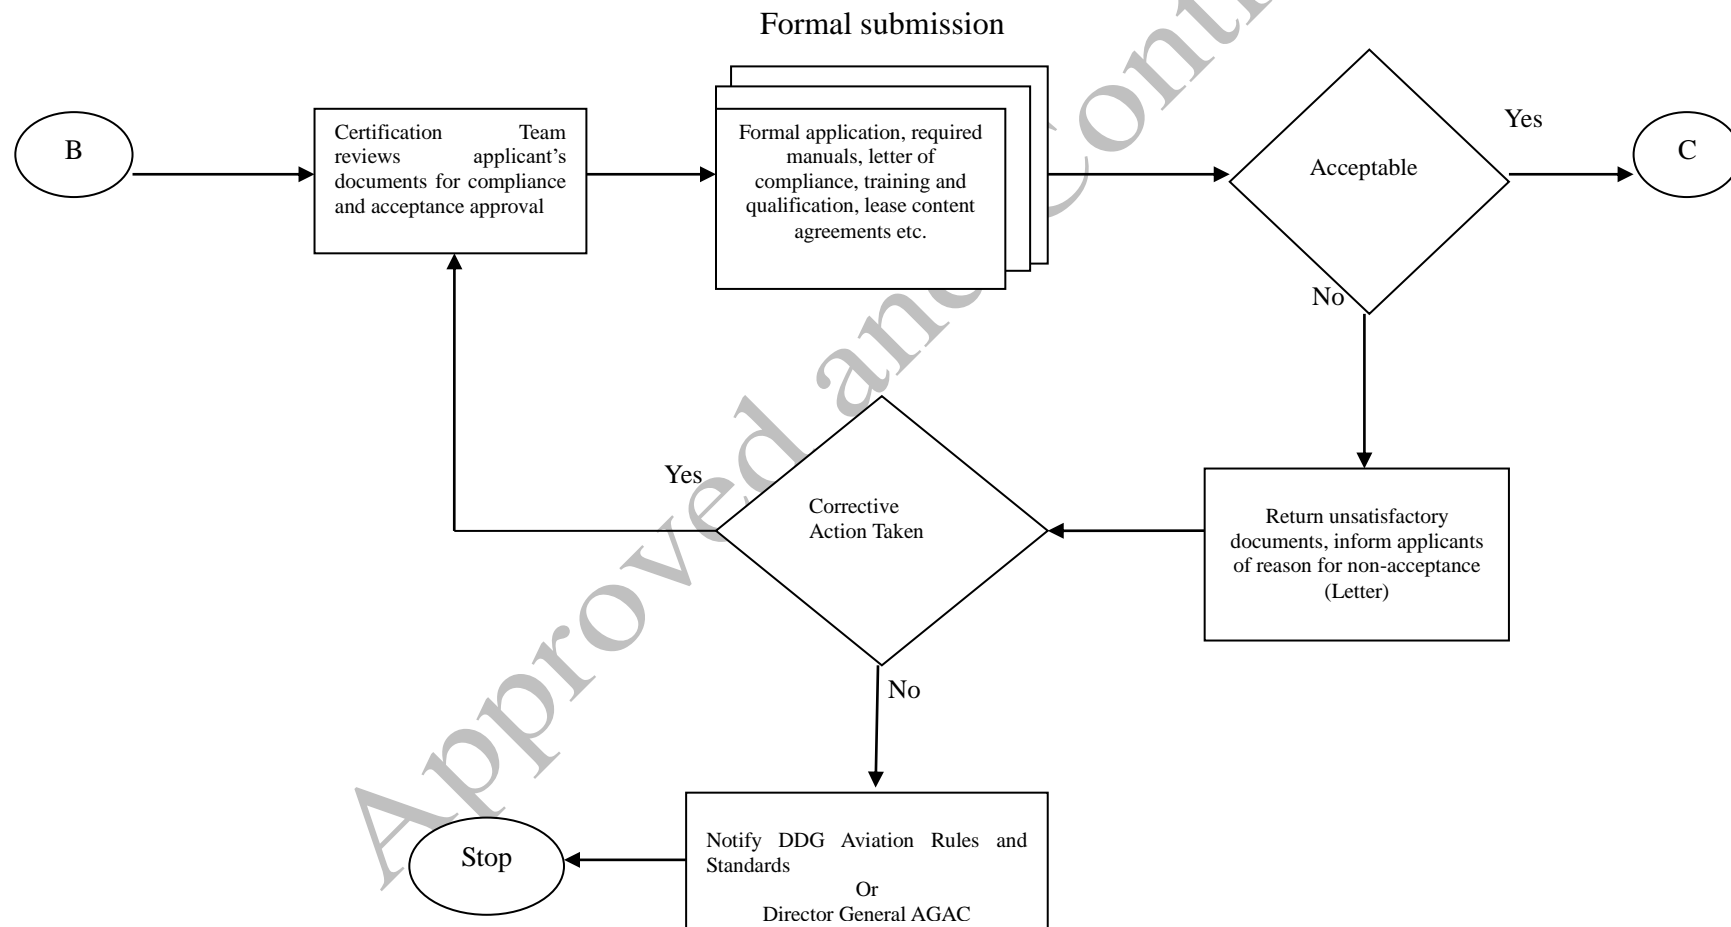 Formal submission
B
Certification Team
reviews applicant's
documents for compliance
and acceptance approval
Formal application, required
manuals, letter of
compliance, training and
qualification, lease content
agreements etc.
Acceptable
Yes
C
No
Return unsatisfactory
documents, inform applicants
of reason for non-acceptance
(Letter)
Corrective
Action Taken
Yes
No
Notify DDG Aviation Rules and
Standards
Or
Director General AGAC
Stop
Approved and Cont